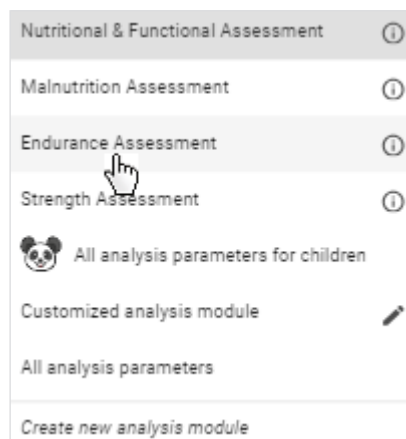 Nutritional & Functional Assessment
Malnutrition Assessment
Endurance Assessment
Strength Assessment
All analysis parameters for children
Customized analysis module
All analysis parameters
Create new analysis module